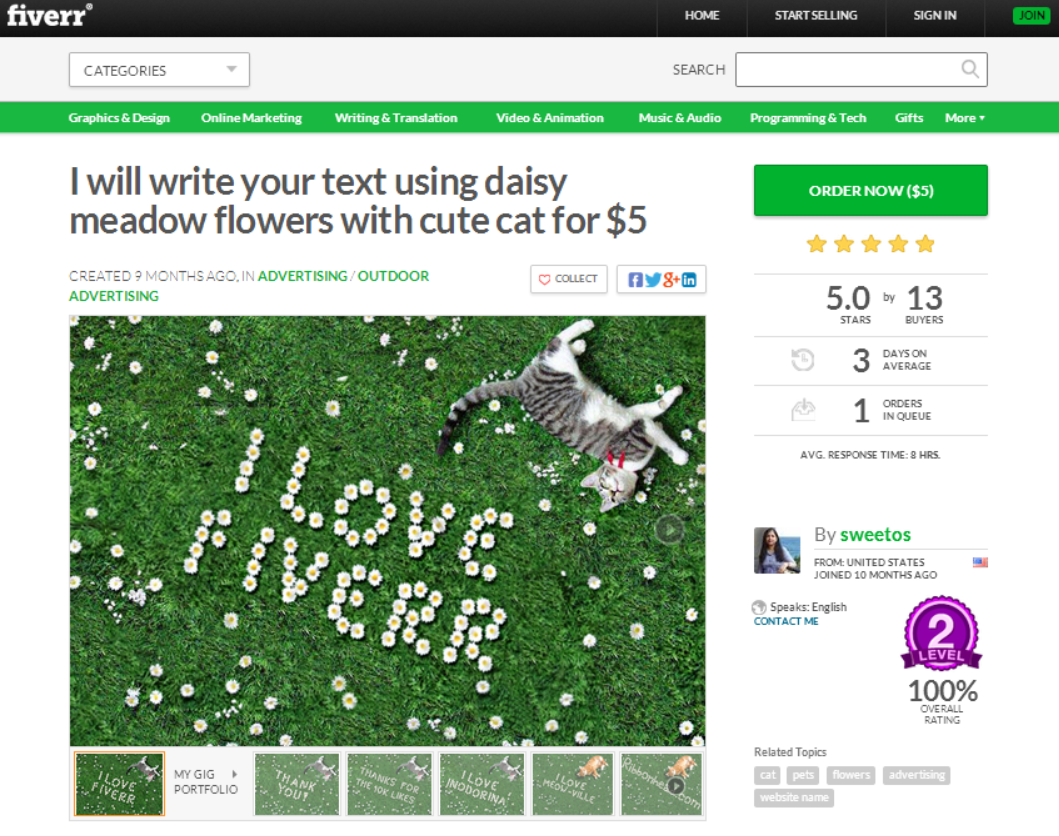 fiverr®
HOME START SELLING SIGN IN JOIN
CATEGORIES SEARCH
Graphics & Design Online Marketing Writing & Translation Video & Animation Music & Audio Programming & Tech Gifts More
I will write your text using daisy
meadow flowers with cute cat for $5
CREATED 9 MONTHS AGO, IN ADVERTISING / OUTDOOR
ADVERTISING
COLLECT
I LOVE
FIVERR
I LOVE
FIVERR
MY GIG
PORTFOLIO
THANK
YOU!
THANKS FOR
THE 10K LIKES
I LOVE
INODORINA
I LOVE
MEOW-VILLE
ORDER NOW ($5)
5.0 by 13
STARS BUYERS
3 DAYS ON
AVERAGE
1 ORDERS
IN QUEUE
AVG. RESPONSE TIME: 8 HRS.
By sweetos
FROM: UNITED STATES
JOINED 10 MONTHS AGO
Speaks: English
CONTACT ME
2
LEVEL
100%
OVERALL
RATING
Related Topics
cat pets flowers advertising
website name